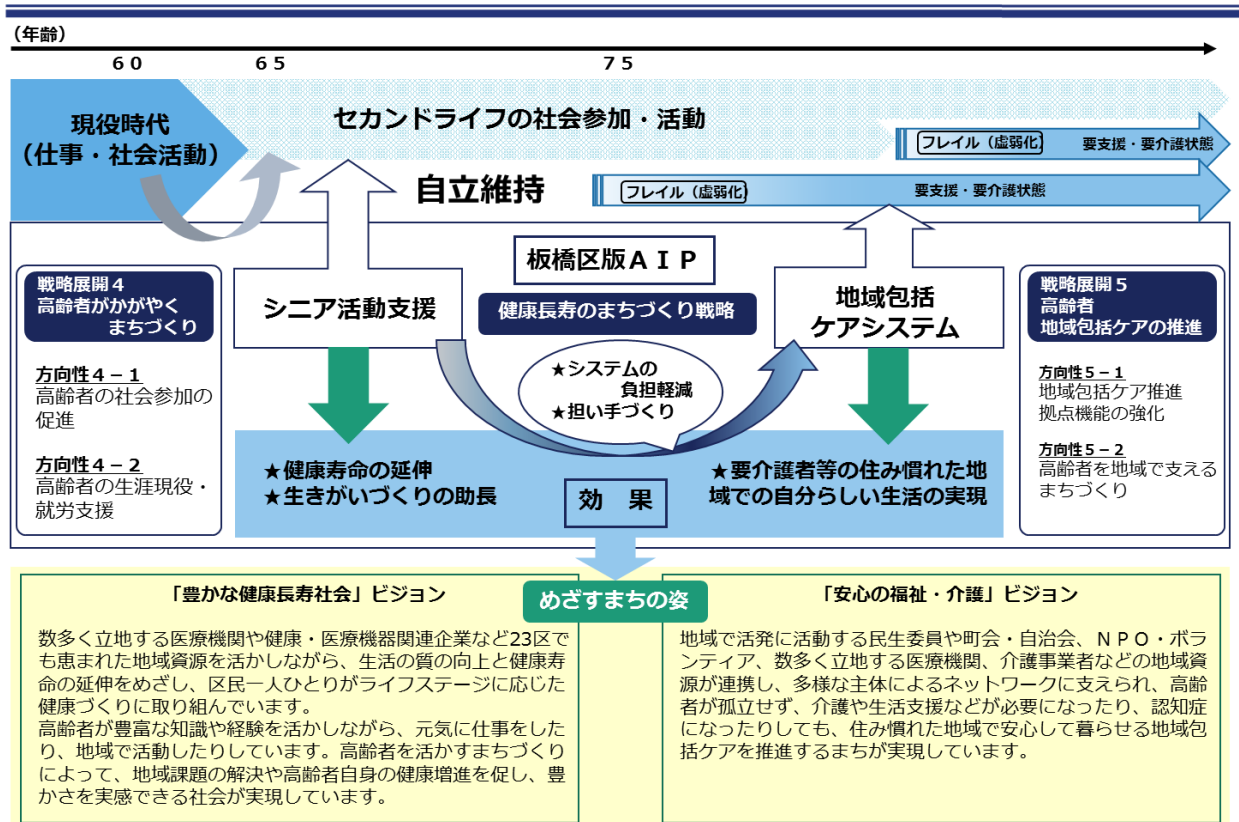 (年齢)
６０
６５
７５
現役時代
（仕事・社会活動）
セカンドライフの社会参加・活動
フレイル（虚弱化）
要支援・要介護状態
自立維持
フレイル（虚弱化）
要支援・要介護状態
板橋区版ＡＩＰ
戦略展開４
高齢者がかがやく
まちづくり
方向性４－１
高齢者の社会参加の
促進
方向性４－２
高齢者の生涯現役・
就労支援
シニア活動支援
健康長寿のまちづくり戦略
地域包括
ケアシステム
★システムの
負担軽減
★担い手づくり
戦略展開５
高齢者
地域包括ケアの推進
方向性５－１
地域包括ケア推進
拠点機能の強化
方向性５－２
高齢者を地域で支える
まちづくり
★健康寿命の延伸
★生きがいづくりの助長
効　果
★要介護者等の住み慣れた地
域での自分らしい生活の実現
めざすまちの姿
「豊かな健康長寿社会」ビジョン
数多く立地する医療機関や健康・医療機器関連企業など23区で
も恵まれた地域資源を活かしながら、生活の質の向上と健康寿
命の延伸をめざし、区民一人ひとりがライフステージに応じた
健康づくりに取り組んでいます。
高齢者が豊富な知識や経験を活かしながら、元気に仕事をした
り、地域で活動したりしています。高齢者を活かすまちづくり
によって、地域課題の解決や高齢者自身の健康増進を促し、豊
かさを実感できる社会が実現しています。
「安心の福祉・介護」ビジョン
地域で活発に活動する民生委員や町会・自治会、ＮＰＯ・ボラ
ンティア、数多く立地する医療機関、介護事業者などの地域資
源が連携し、多様な主体によるネットワークに支えられ、高齢
者が孤立せず、介護や生活支援などが必要になったり、認知症
になったりしても、住み慣れた地域で安心して暮らせる地域包
括ケアを推進するまちが実現しています。